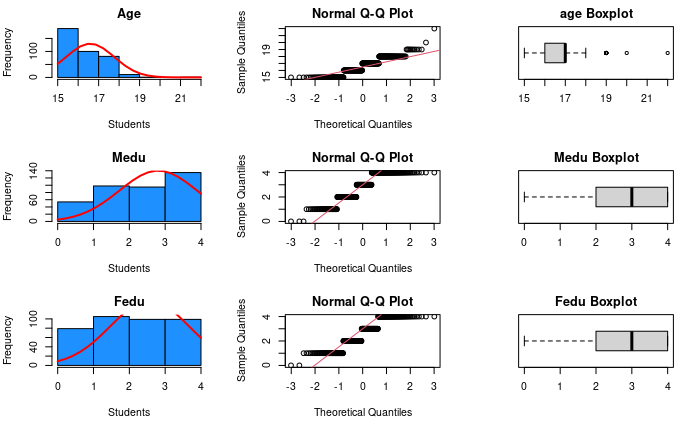 Age
Normal Q-Q Plot
age Boxplot
Frequency
0 100
15 17 19 21
Students
Sample Quantiles
15 19
-3 -2 -1 0 1 2 3
Theoretical Quantiles
15 17 19 21
Medu
Normal Q-Q Plot
Medu Boxplot
Frequency
0 60 140
0 1 2 3 4
Students
Sample Quantiles
0 2 4
-3 -2 -1 0 1 2 3
Theoretical Quantiles
0 1 2 3 4
Fedu
Normal Q-Q Plot
Fedu Boxplot
Frequency
0 40 100
0 1 2 3 4
Students
Sample Quantiles
0 2 4
-3 -2 -1 0 1 2 3
Theoretical Quantiles
0 1 2 3 4